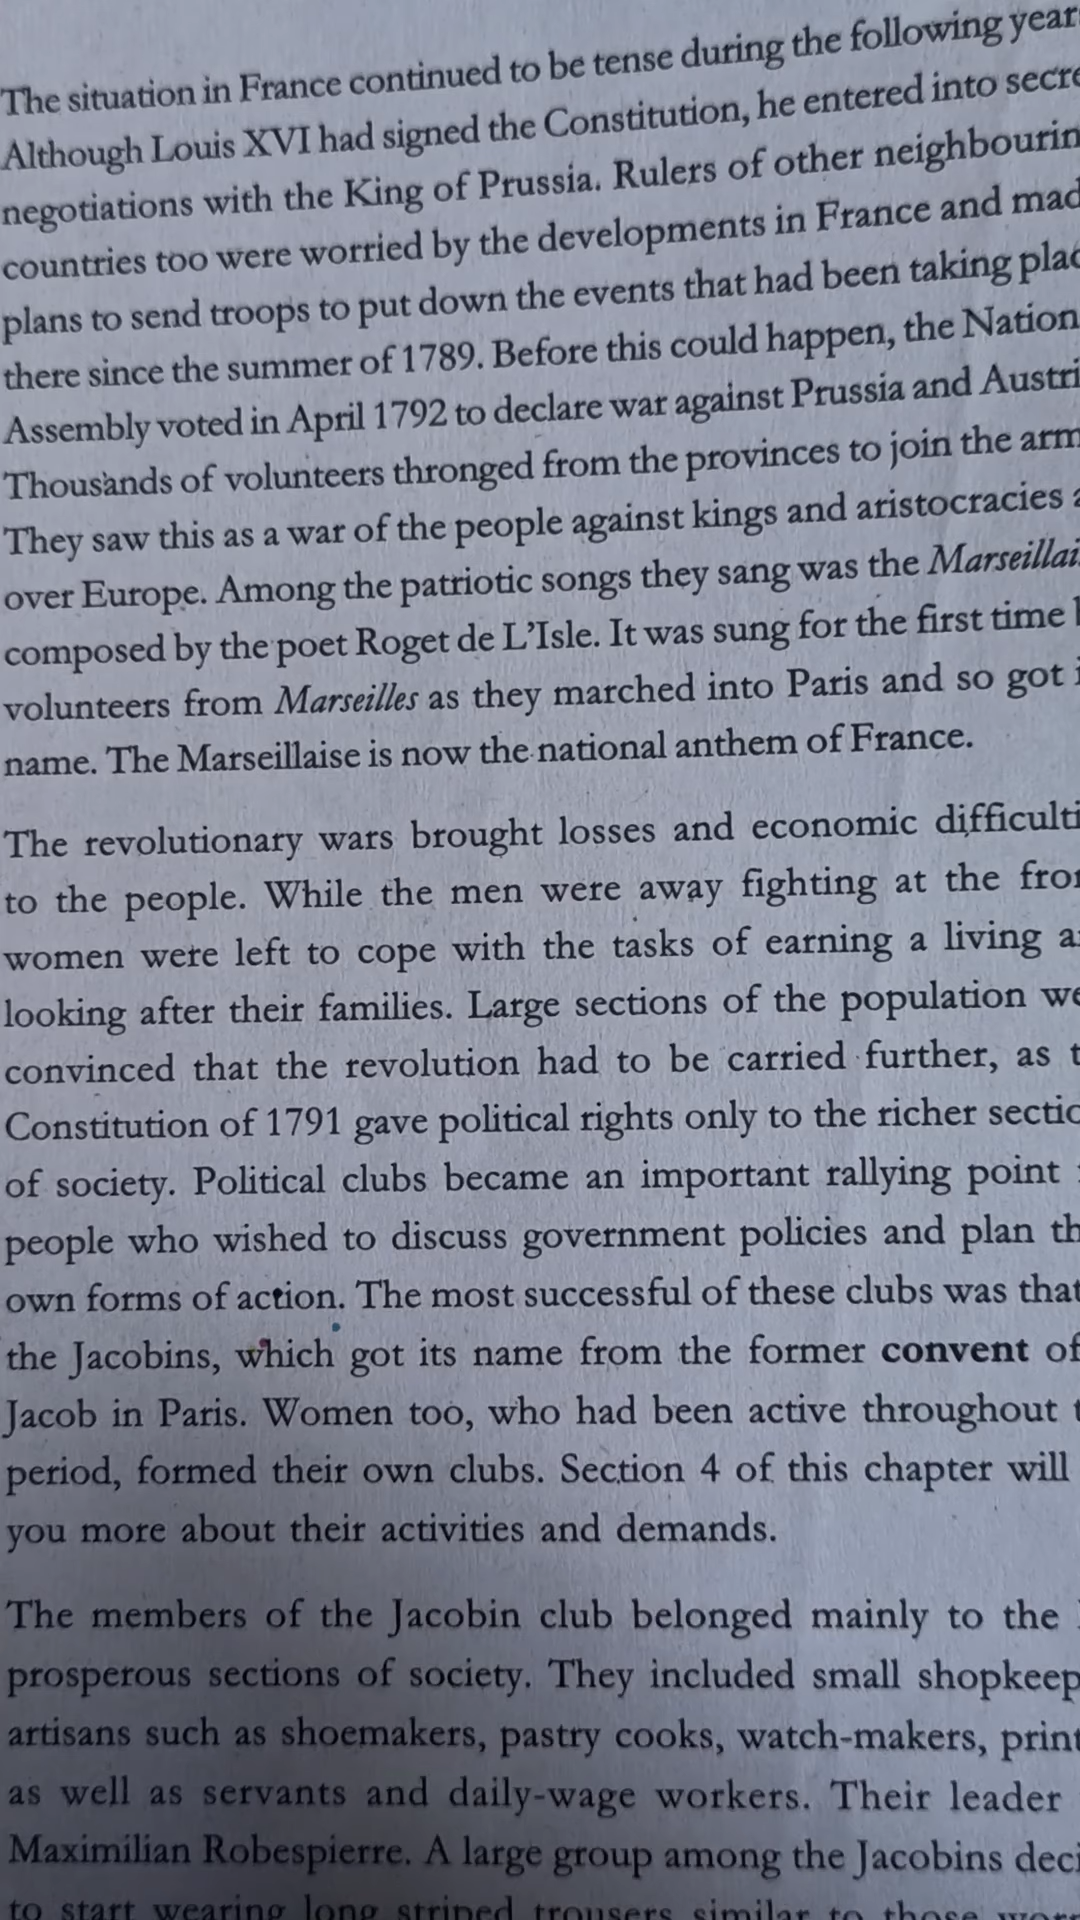 The situation in France continued to be tense during the following year
Although Louis XVI had signed the Constitution, he entered into secre
negotiations with the King of Prussia. Rulers of other neighbourin
countries too were worried by the developments in France and mad
plans to send troops to put down the events that had been taking plac
there since the summer of 1789. Before this could happen, the Nation
Assembly voted in April 1792 to declare war against Prussia and Austri
Thousands of volunteers thronged from the provinces to join the arm
They saw this as a war of the people against kings and aristocracies a
over Europe. Among the patriotic songs they sang was the Marseillai
composed by the poet Roget de L'Isle. It was sung for the first time
volunteers from Marseilles as they marched into Paris and so got i
name. The Marseillaise is now the national anthem of France.
The revolutionary wars brought losses and economic difficulti
to the people. While the men were away fighting at the fron
women were left to cope with the tasks of earning a living a
looking after their families. Large sections of the population we
convinced that the revolution had to be carried further, as t
Constitution of 1791 gave political rights only to the richer sectio
of society. Political clubs became an important rallying point
people who wished to discuss government policies and plan th
own forms of action. The most successful of these clubs was that
the Jacobins, which got its name from the former convent of
Jacob in Paris. Women too, who had been active throughout t
period, formed their own clubs. Section 4 of this chapter will
you more about their activities and demands.
The members of the Jacobin club belonged mainly to the
prosperous sections of society. They included small shopkeep
artisans such as shoemakers, pastry cooks, watch-makers, print
as well as servants and daily-wage workers. Their leader
Maximilian Robespierre. A large group among the Jacobins deci
to start wearing long striped trousers similar to those wor